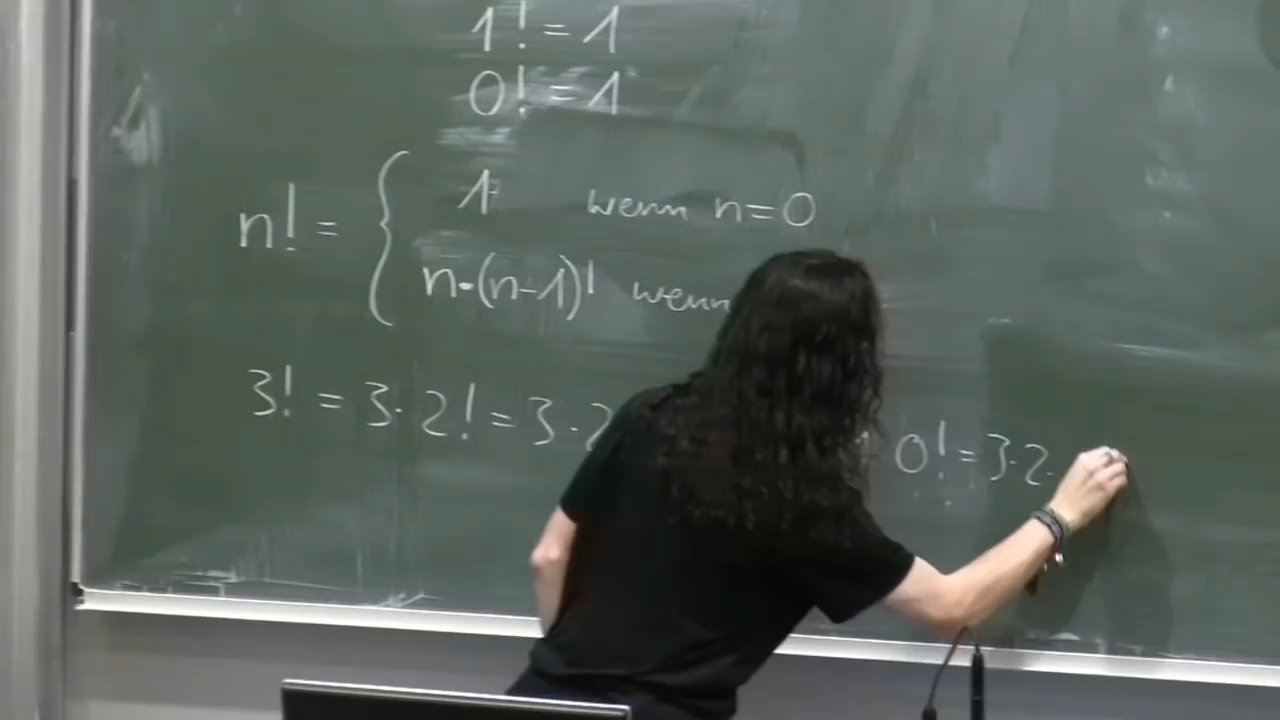 1! = 1
0! = 1
n! = { 1 wenn n=0
n·(n-1)! wenn
3! = 3· 2! = 3·2 0! = 3·2·